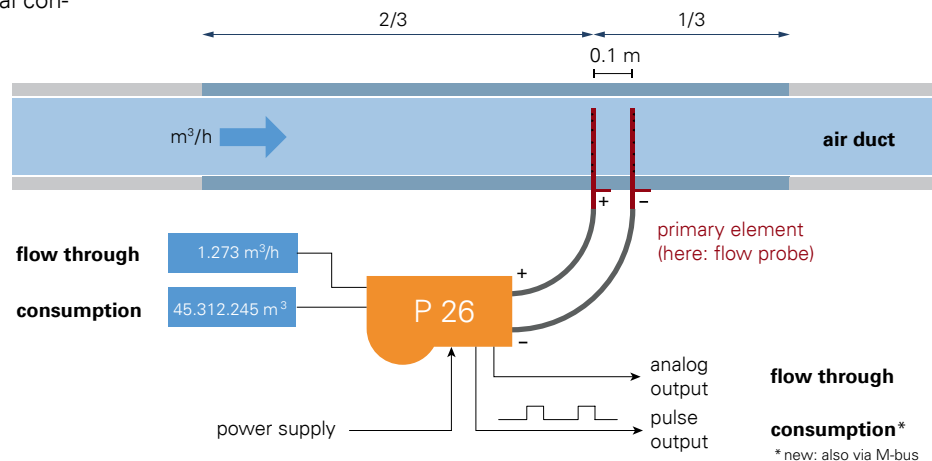 al con-
2/3
1/3
0.1 m
m³/h
air duct
+
−
primary element
(here: flow probe)
flow through
1.273 m³/h
consumption
45.312.245 m³
+
P 26
−
analog
output
flow through
power supply
pulse
output
consumption*
* new: also via M-bus